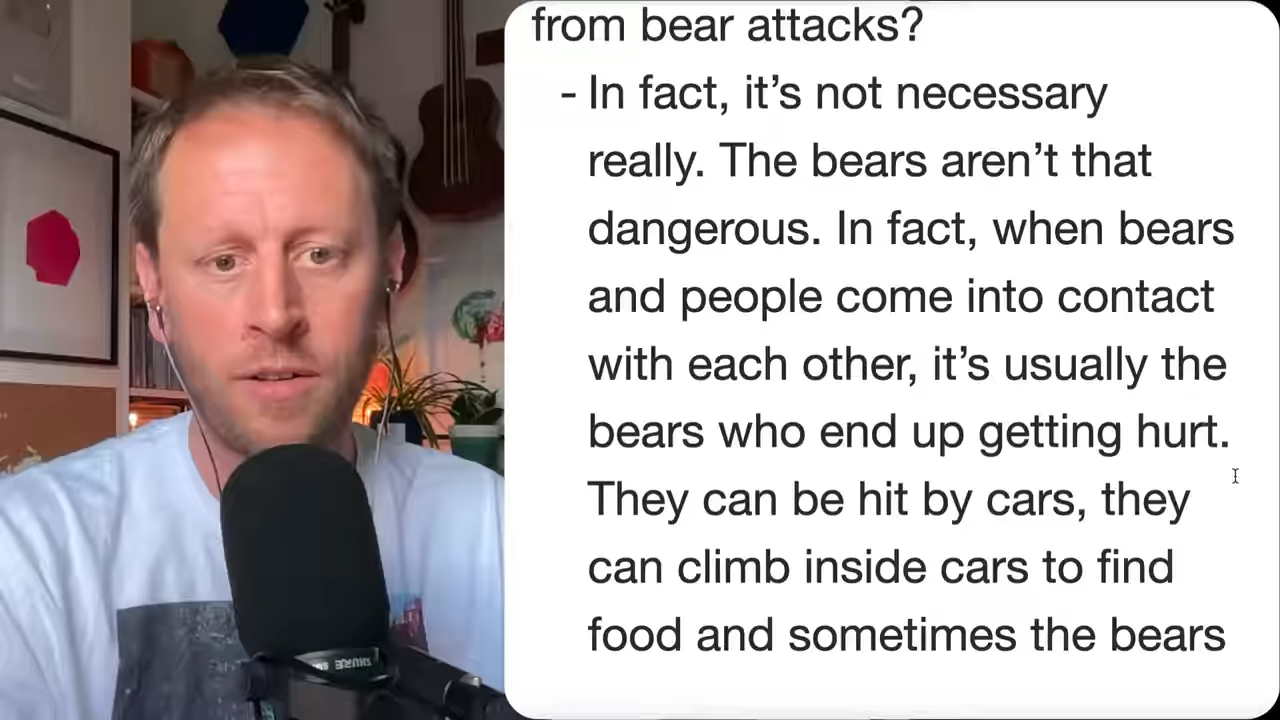 from bear attacks?
- In fact, it’s not necessary
really. The bears aren’t that
dangerous. In fact, when bears
and people come into contact
with each other, it’s usually the
bears who end up getting hurt.
They can be hit by cars, they
can climb inside cars to find
food and sometimes the bears
SHURE